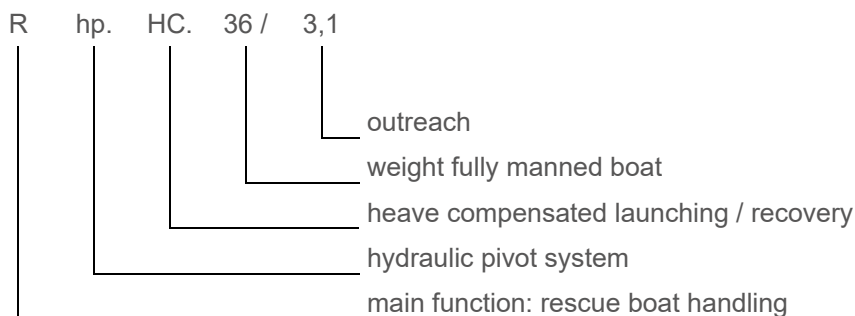 R hp. HC. 36 / 3,1
outreach
weight fully manned boat
heave compensated launching / recovery
hydraulic pivot system
main function: rescue boat handling